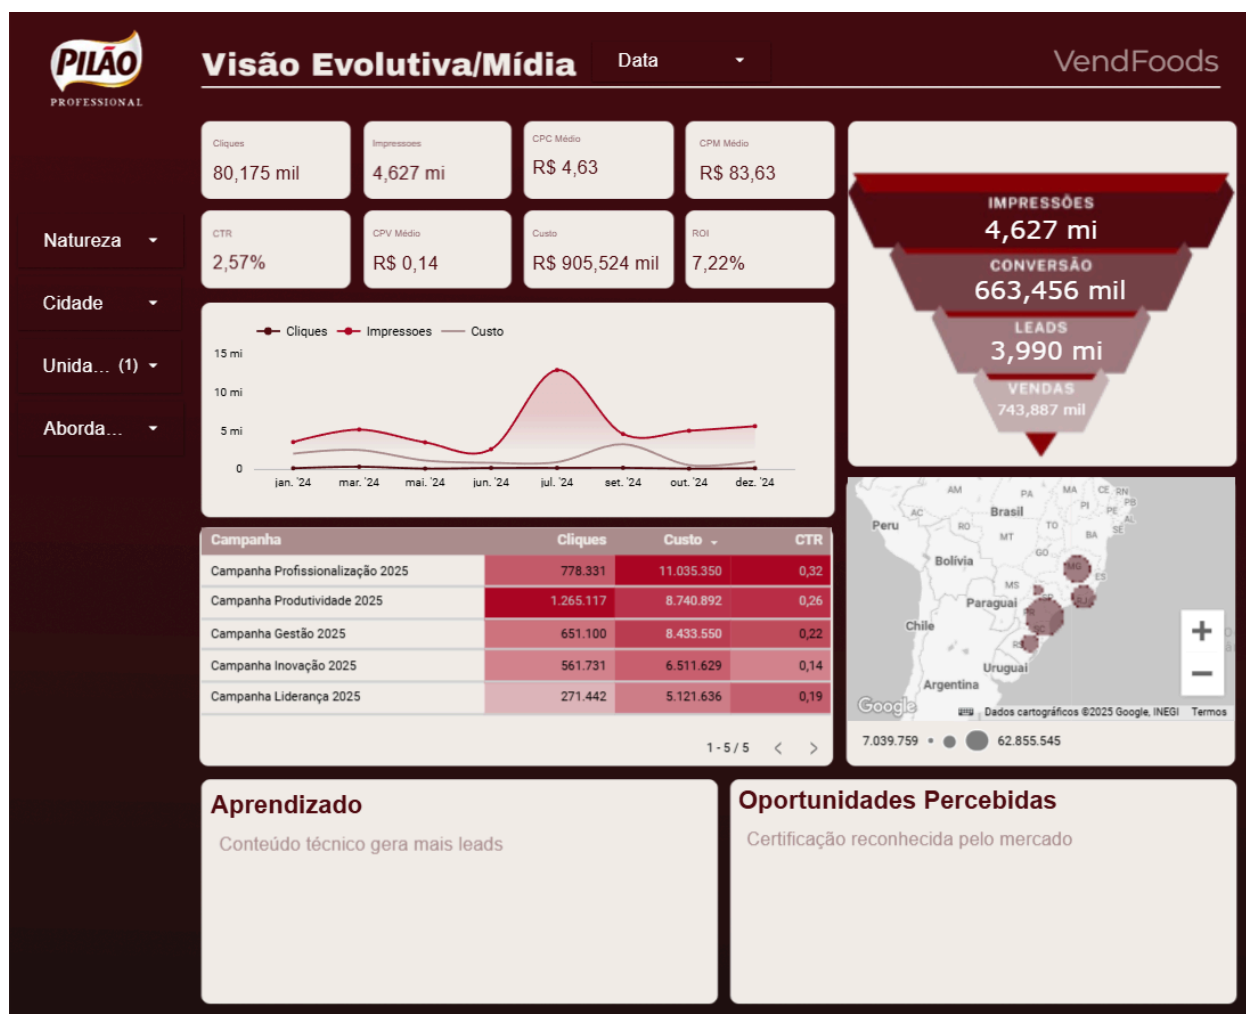 PILÃO
PROFESSIONAL
Visão Evolutiva/Mídia
Data
VendFoods
Natureza
Cidade
Unida... (1)
Aborda...
Cliques
80,175 mil
Impressoes
4,627 mi
CPC Médio
R$ 4,63
CPM Médio
R$ 83,63
CTR
2,57%
CPV Médio
R$ 0,14
Custo
R$ 905,524 mil
ROI
7,22%
IMPRESSÕES
4,627 mi
CONVERSÃO
663,456 mil
LEADS
3,990 mi
VENDAS
743,887 mil
Cliques Impressoes Custo
15 mi
10 mi
5 mi
0
jan. '24 mar. '24 mai. '24 jun. '24 jul. '24 set. '24 out. '24 dez. '24
Campanha Cliques Custo CTR
Campanha Profissionalização 2025 778.331 11.035.350 0,32
Campanha Produtividade 2025 1.265.117 8.740.892 0,26
Campanha Gestão 2025 651.100 8.433.550 0,22
Campanha Inovação 2025 561.731 6.511.629 0,14
Campanha Liderança 2025 271.442 5.121.636 0,19
1 - 5 / 5
AM PA MA CE RN
AC Brasil PI PE PB
Peru RO TO AL
MT BA SE
GO
Bolívia MG
MS ES
Paraguai RJ
PR
Chile SC
RS
Uruguai
Argentina
Google
Dados cartográficos ©2025 Google, INEGI Termos
7.039.759 62.855.545
Aprendizado
Conteúdo técnico gera mais leads
Oportunidades Percebidas
Certificação reconhecida pelo mercado